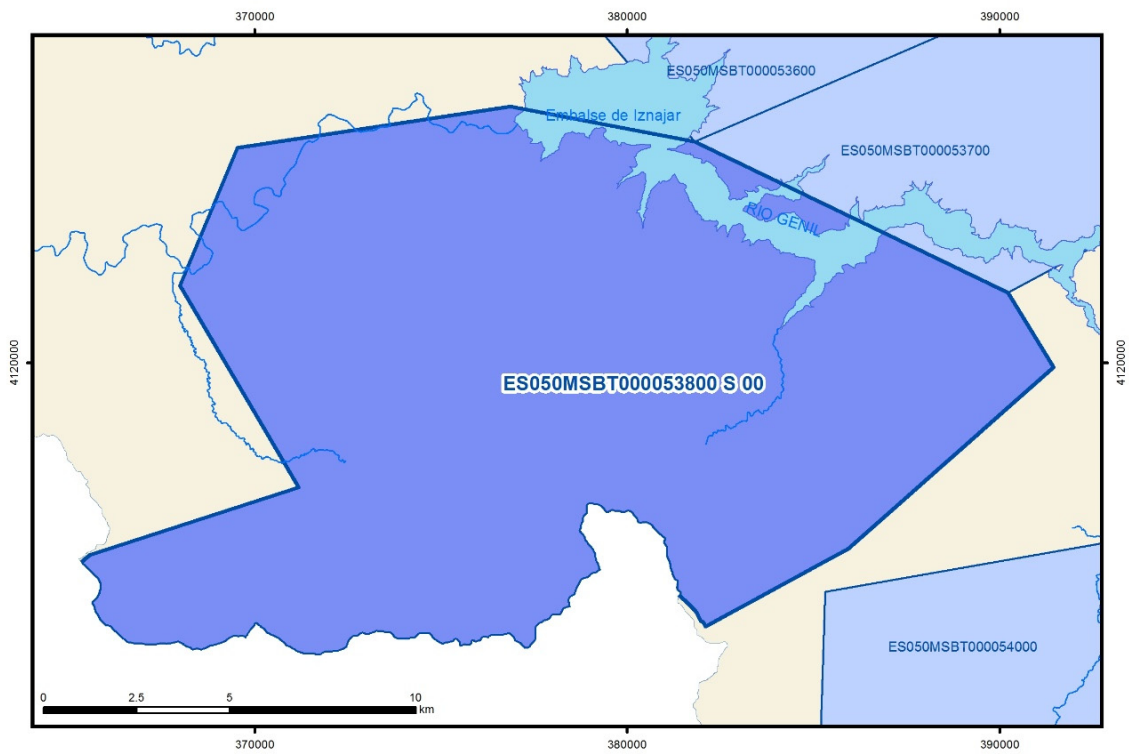 370000
380000
390000
ES050MSBT000053600
Embalse de Iznajar
ES050MSBT000053700
RIO GENIL
4120000
4120000
ES050MSBT000053800 S 00
ES050MSBT000054000
0
2.5
5
10
km
370000
380000
390000